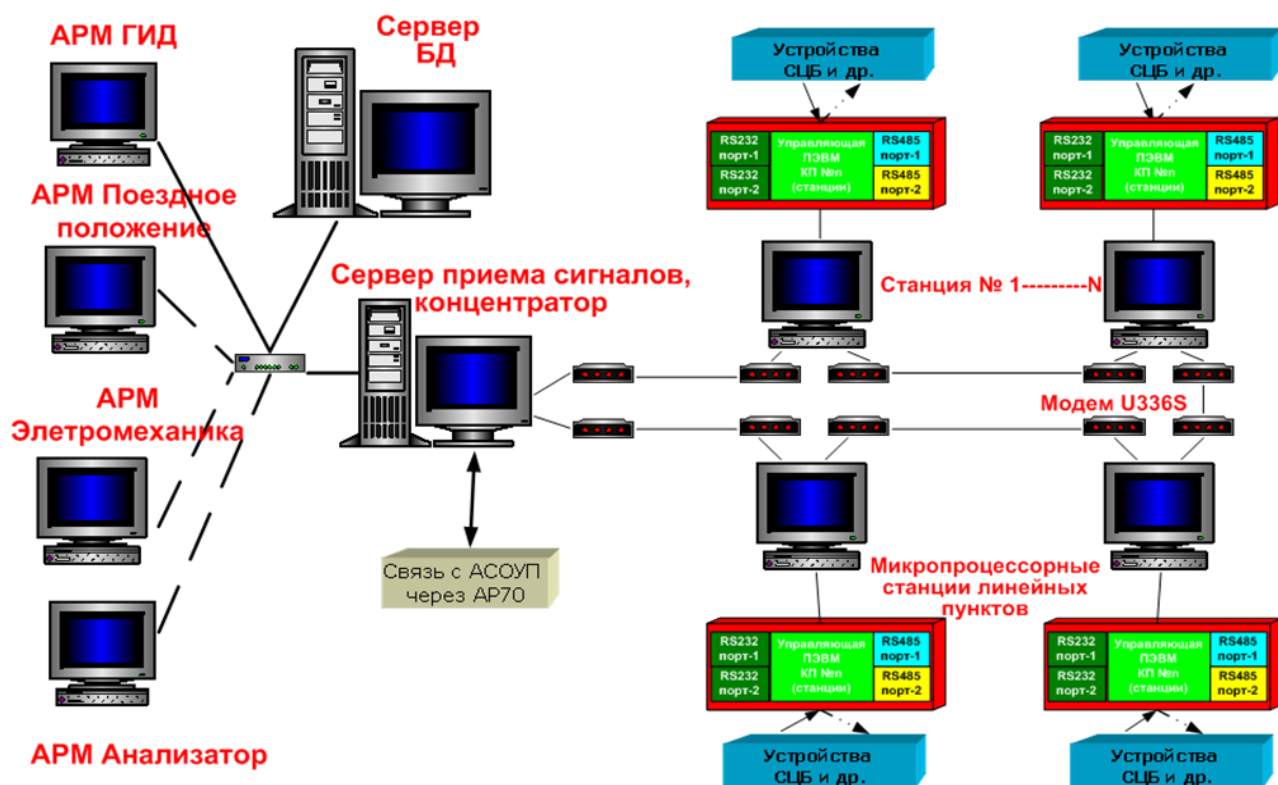 АРМ ГИД
Сервер
БД
Устройства
СЦБ и др.
Устройства
СЦБ и др.
RS232
порт-1
RS232
порт-2
Управляющая
ПЭВМ
КП №n
(станции)
RS485
порт-1
RS485
порт-2
RS232
порт-1
RS232
порт-2
Управляющая
ПЭВМ
КП №n
(станции)
RS485
порт-1
RS485
порт-2
АРМ Поездное
положение
Сервер приема сигналов,
концентратор
Станция № 1---------N
АРМ
Элетромеханика
Модем U336S
Связь с АСОУП
через АР70
Микропроцессорные
станции линейных
пунктов
RS232
порт-1
RS232
порт-2
Управляющая
ПЭВМ
КП №n
(станции)
RS485
порт-1
RS485
порт-2
RS232
порт-1
RS232
порт-2
Управляющая
ПЭВМ
КП №n
(станции)
RS485
порт-1
RS485
порт-2
АРМ Анализатор
Устройства
СЦБ и др.
Устройства
СЦБ и др.